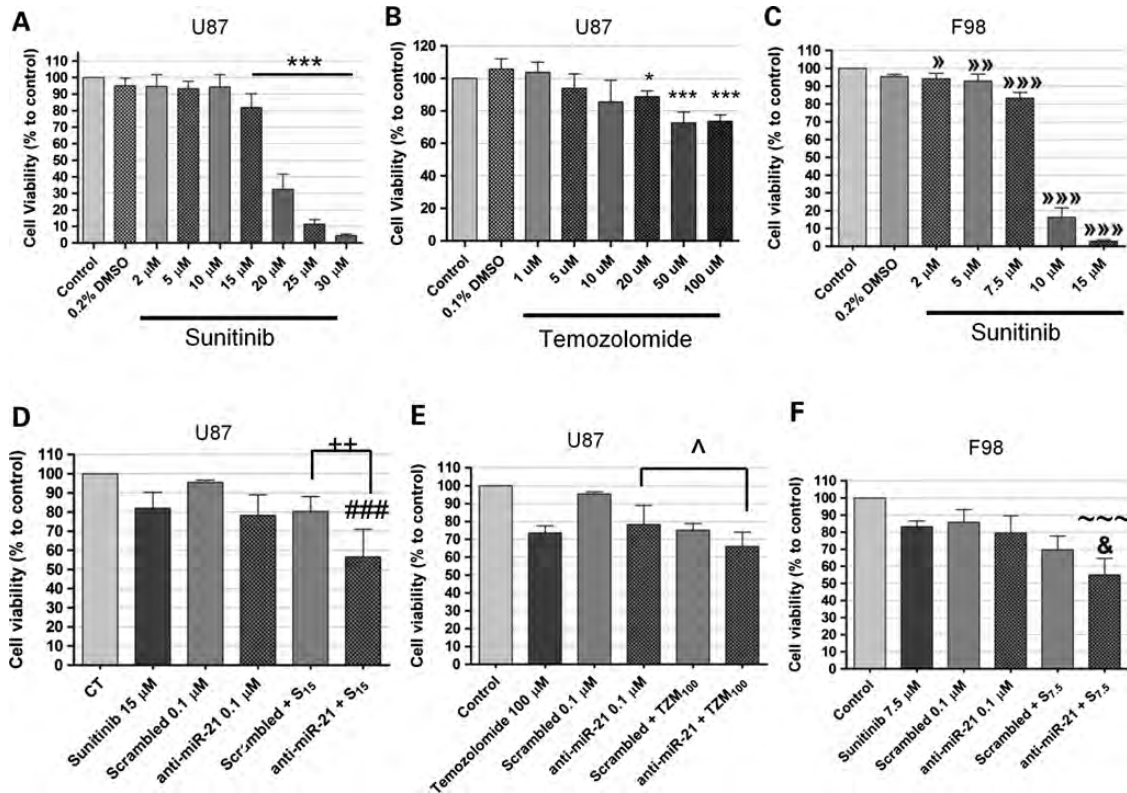 A
U87
Cell Viability (% to control)
110
100
90
80
70
60
50
40
30
20
10
0
***
Control
0.2% DMSO
2 µM
5 µM
10 µM
15 µM
20 µM
25 µM
30 µM
Sunitinib
B
U87
Cell Viability (% to control)
120
100
80
60
40
20
0
*
***
***
Control
0.1% DMSO
1 uM
5 uM
10 uM
20 uM
50 uM
100 uM
Temozolomide
C
F98
Cell viability (% to control)
110
100
90
80
70
60
50
40
30
20
10
0
»
»»
»»»
»»»
»»»
Control
0.2% DMSO
2 µM
5 µM
7.5 µM
10 µM
15 µM
Sunitinib
D
U87
Cell viability (% to control)
110
100
90
80
70
60
50
40
30
20
10
0
++
###
CT
Sunitinib 15 µM
Scrambled 0.1 µM
anti-miR-21 0.1 µM
Scrambled + S15
anti-miR-21 + S15
E
U87
Cell viability (% to control)
110
100
90
80
70
60
50
40
30
20
10
0
^
Control
Temozolomide 100 µM
Scrambled 0.1 µM
anti-miR-21 0.1 µM
Scrambled + TZM100
anti-miR-21 + TZM100
F
F98
Cell viability (% to control)
110
100
90
80
70
60
50
40
30
20
10
0
~~~
&
Control
Sunitinib 7.5 µM
Scrambled 0.1 µM
anti-miR-21 0.1 µM
Scrambled + S7.5
anti-miR-21 + S7.5